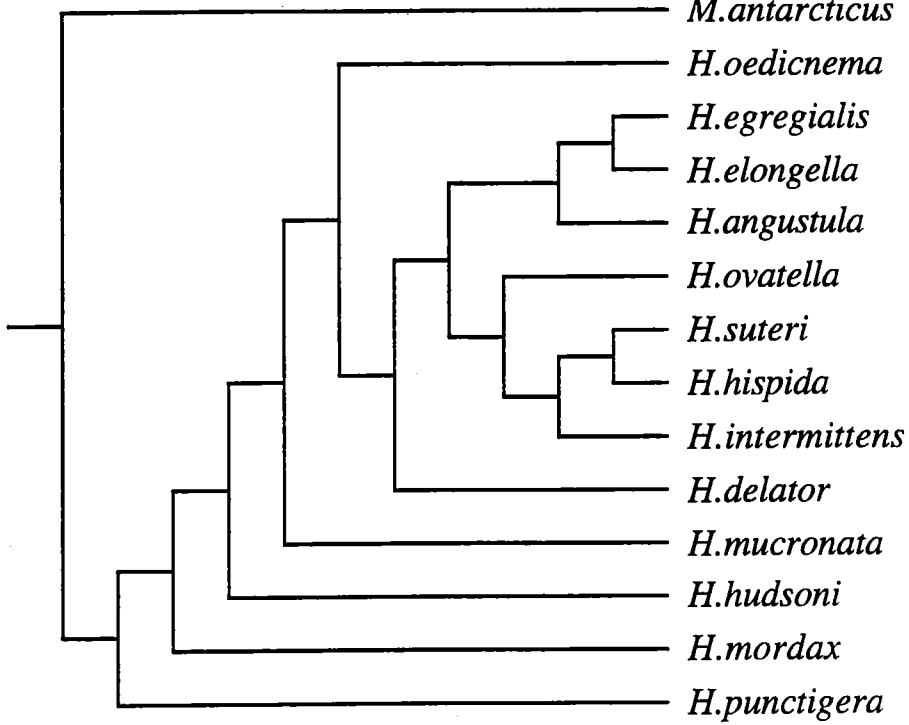 M.antarcticus
H.oedicnema
H.egregialis
H.elongella
H.angustula
H.ovatella
H.suteri
H.hispida
H.intermittens
H.delator
H.mucronata
H.hudsoni
H.mordax
H.punctigera